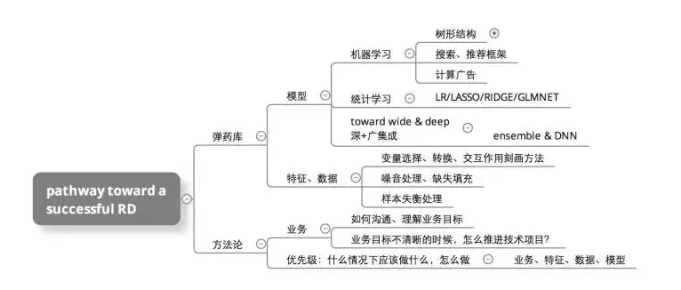 pathway toward a
successful RD
弹药库
模型
机器学习
树形结构
搜索、推荐框架
计算广告
统计学习
LR/LASSO/RIDGE/GLMNET
toward wide & deep
深+广集成
ensemble & DNN
特征、数据
变量选择、转换、交互作用刻画方法
噪音处理、缺失填充
样本失衡处理
方法论
业务
如何沟通、理解业务目标
业务目标不清晰的时候，怎么推进技术项目？
优先级：什么情况下应该做什么，怎么做
业务、特征、数据、模型